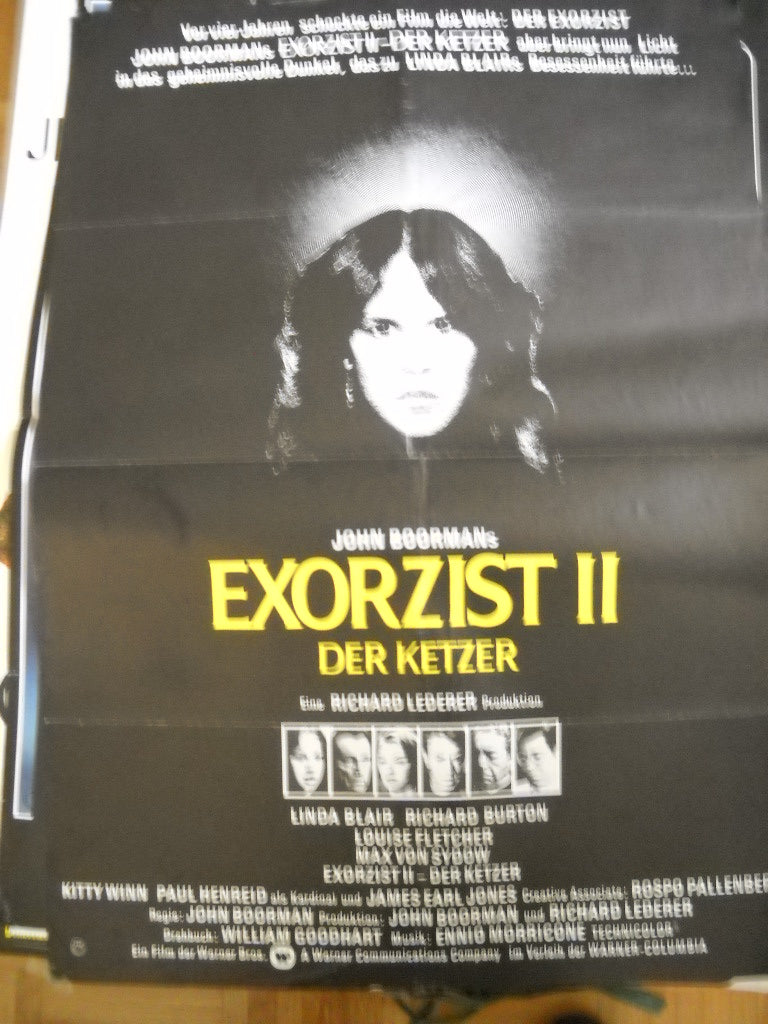 Vor vier Jahren, schockte ein Film die Welt: DER EXORZIST
JOHN BOORMANs EXORZIST II – DER KETZER aber bringt nun Licht
in das geheimnisvolle Dunkel, das zu LINDA BLAIRs Besessenheit führte...
J
JOHN BOORMANs
EXORZIST II
DER KETZER
Eine RICHARD LEDERER Produktion
LINDA BLAIR RICHARD BURTON
LOUISE FLETCHER
MAX VON SYDOW
EXORZIST II – DER KETZER
KITTY WINN PAUL HENREID als Kardinal und JAMES EARL JONES Creative Associate: ROSPO PALLENBER
Regie: JOHN BOORMAN Produktion: JOHN BOORMAN und RICHARD LEDERER
Drehbuch: WILLIAM GOODHART Musik: ENNIO MORRICONE TECHNICOLOR
Ein Film der Warner Bros. A Warner Communications Company im Verleih der WARNER-COLUMBIA